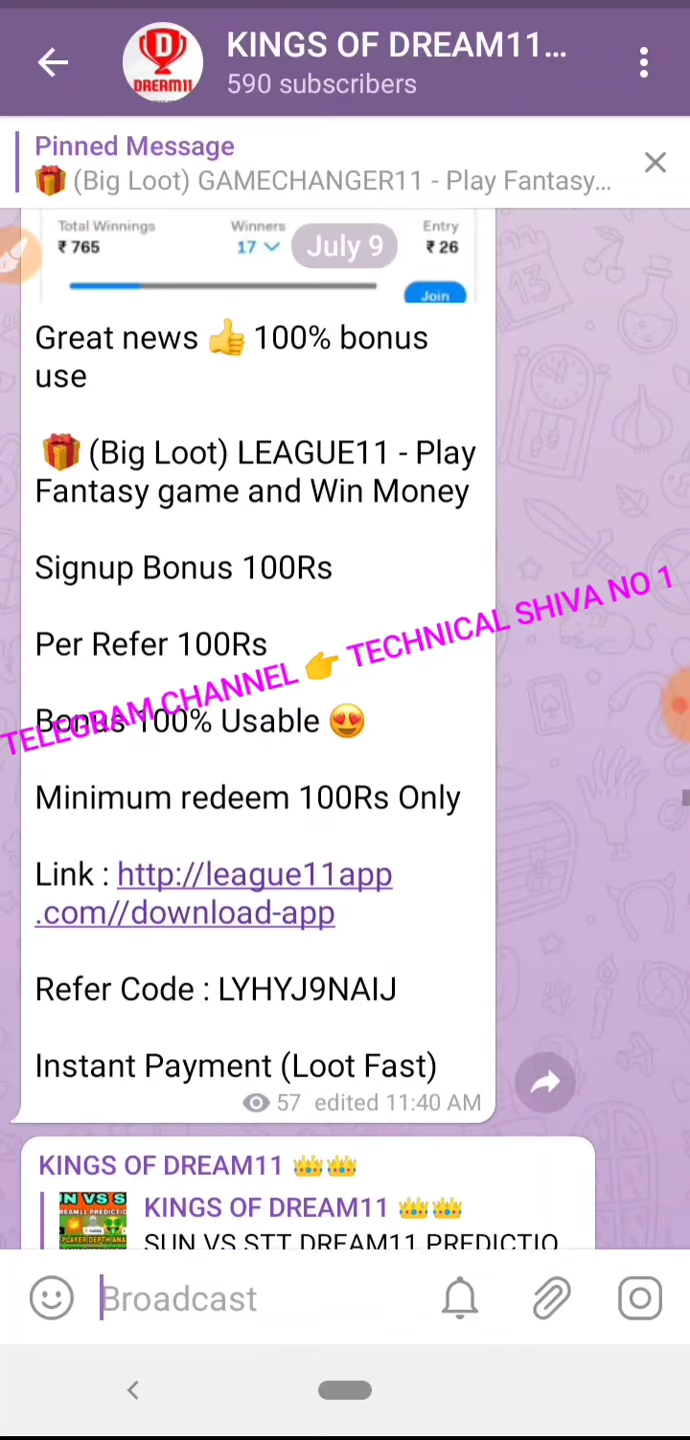 KINGS OF DREAM11...
590 subscribers
D
DREAM11
Pinned Message
🎁 (Big Loot) GAMECHANGER11 - Play Fantasy...
Total Winnings
Winners
Entry
₹ 765
17
₹ 26
July 9
Join
Great news 👍 100% bonus
use
🎁 (Big Loot) LEAGUE11 - Play
Fantasy game and Win Money
Signup Bonus 100Rs
Per Refer 100Rs
TELEGRAM CHANNEL 👉 TECHNICAL SHIVA NO 1
Bonus 100% Usable 😍
Minimum redeem 100Rs Only
Link : http://league11app
.com//download-app
Refer Code : LYHYJ9NAIJ
Instant Payment (Loot Fast)
57 edited 11:40 AM
KINGS OF DREAM11 👑👑
KINGS OF DREAM11 👑👑
SUN VS STT DREAM11 PREDICTIO
Broadcast